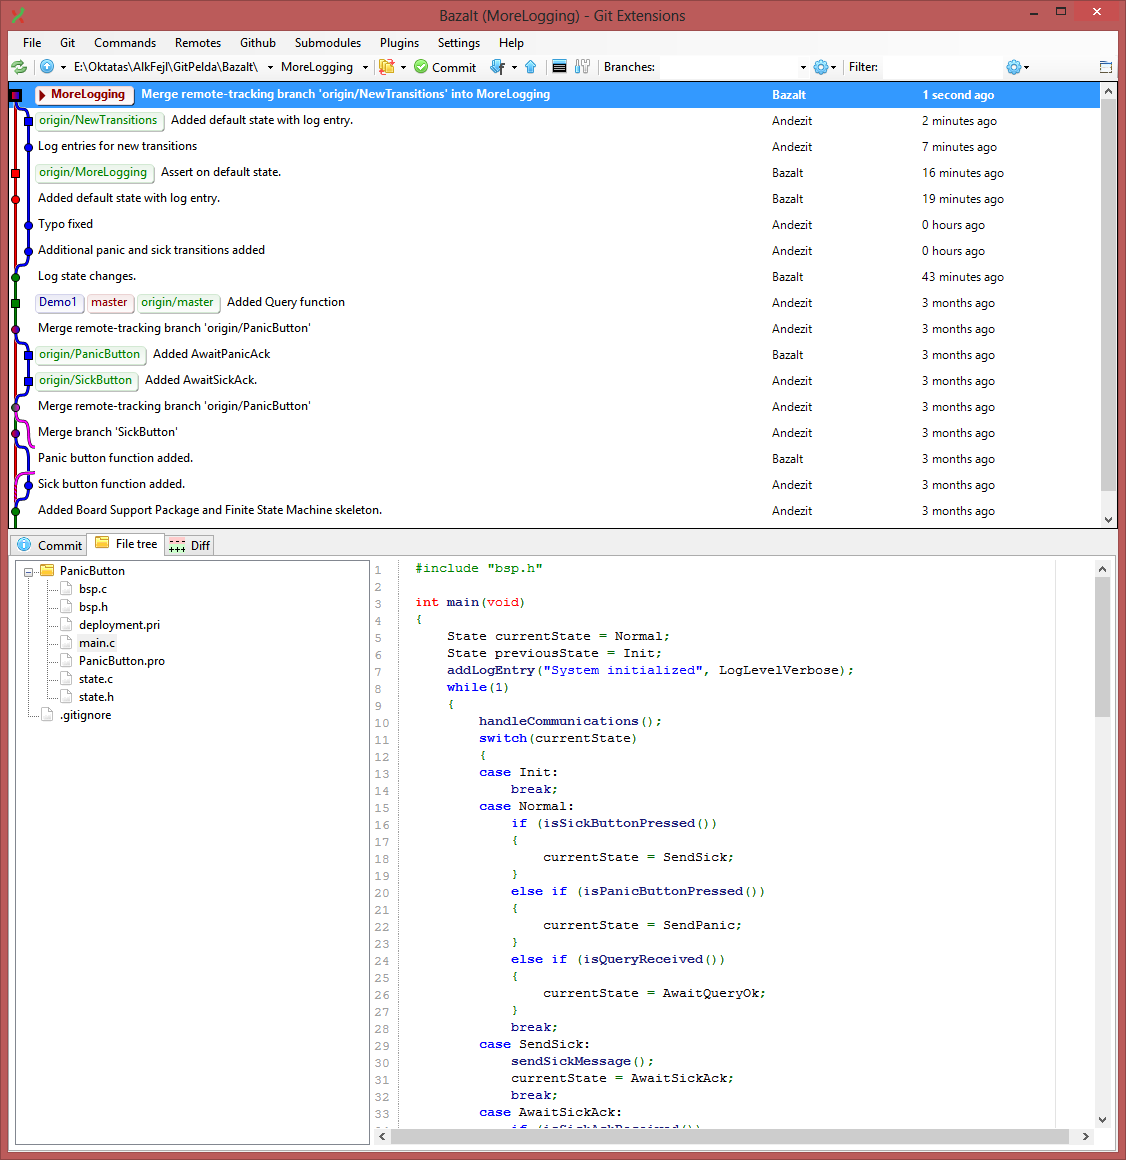 Bazalt (MoreLogging) - Git Extensions
File Git Commands Remotes Github Submodules Plugins Settings Help
E:\Oktatas\AlkFejl\GitPelda\Bazalt\ MoreLogging Commit Branches: Filter:
MoreLogging Merge remote-tracking branch 'origin/NewTransitions' into MoreLogging Bazalt 1 second ago
origin/NewTransitions Added default state with log entry. Andezit 2 minutes ago
Log entries for new transitions Andezit 7 minutes ago
origin/MoreLogging Assert on default state. Bazalt 16 minutes ago
Added default state with log entry. Bazalt 19 minutes ago
Typo fixed Andezit 0 hours ago
Additional panic and sick transitions added Andezit 0 hours ago
Log state changes. Bazalt 43 minutes ago
Demo1 master origin/master Added Query function Andezit 3 months ago
Merge remote-tracking branch 'origin/PanicButton' Andezit 3 months ago
origin/PanicButton Added AwaitPanicAck Bazalt 3 months ago
origin/SickButton Added AwaitSickAck. Andezit 3 months ago
Merge remote-tracking branch 'origin/PanicButton' Andezit 3 months ago
Merge branch 'SickButton' Andezit 3 months ago
Panic button function added. Bazalt 3 months ago
Sick button function added. Andezit 3 months ago
Added Board Support Package and Finite State Machine skeleton. Andezit 3 months ago
Commit File tree Diff
PanicButton
bsp.c
bsp.h
deployment.pri
main.c
PanicButton.pro
state.c
state.h
.gitignore
1 #include "bsp.h"
2
3 int main(void)
4 {
5 State currentState = Normal;
6 State previousState = Init;
7 addLogEntry("System initialized", LogLevelVerbose);
8 while(1)
9 {
10 handleCommunications();
11 switch(currentState)
12 {
13 case Init:
14 break;
15 case Normal:
16 if (isSickButtonPressed())
17 {
18 currentState = SendSick;
19 }
20 else if (isPanicButtonPressed())
21 {
22 currentState = SendPanic;
23 }
24 else if (isQueryReceived())
25 {
26 currentState = AwaitQueryOk;
27 }
28 break;
29 case SendSick:
30 sendSickMessage();
31 currentState = AwaitSickAck;
32 break;
33 case AwaitSickAck:
if (isSickAckReceived())